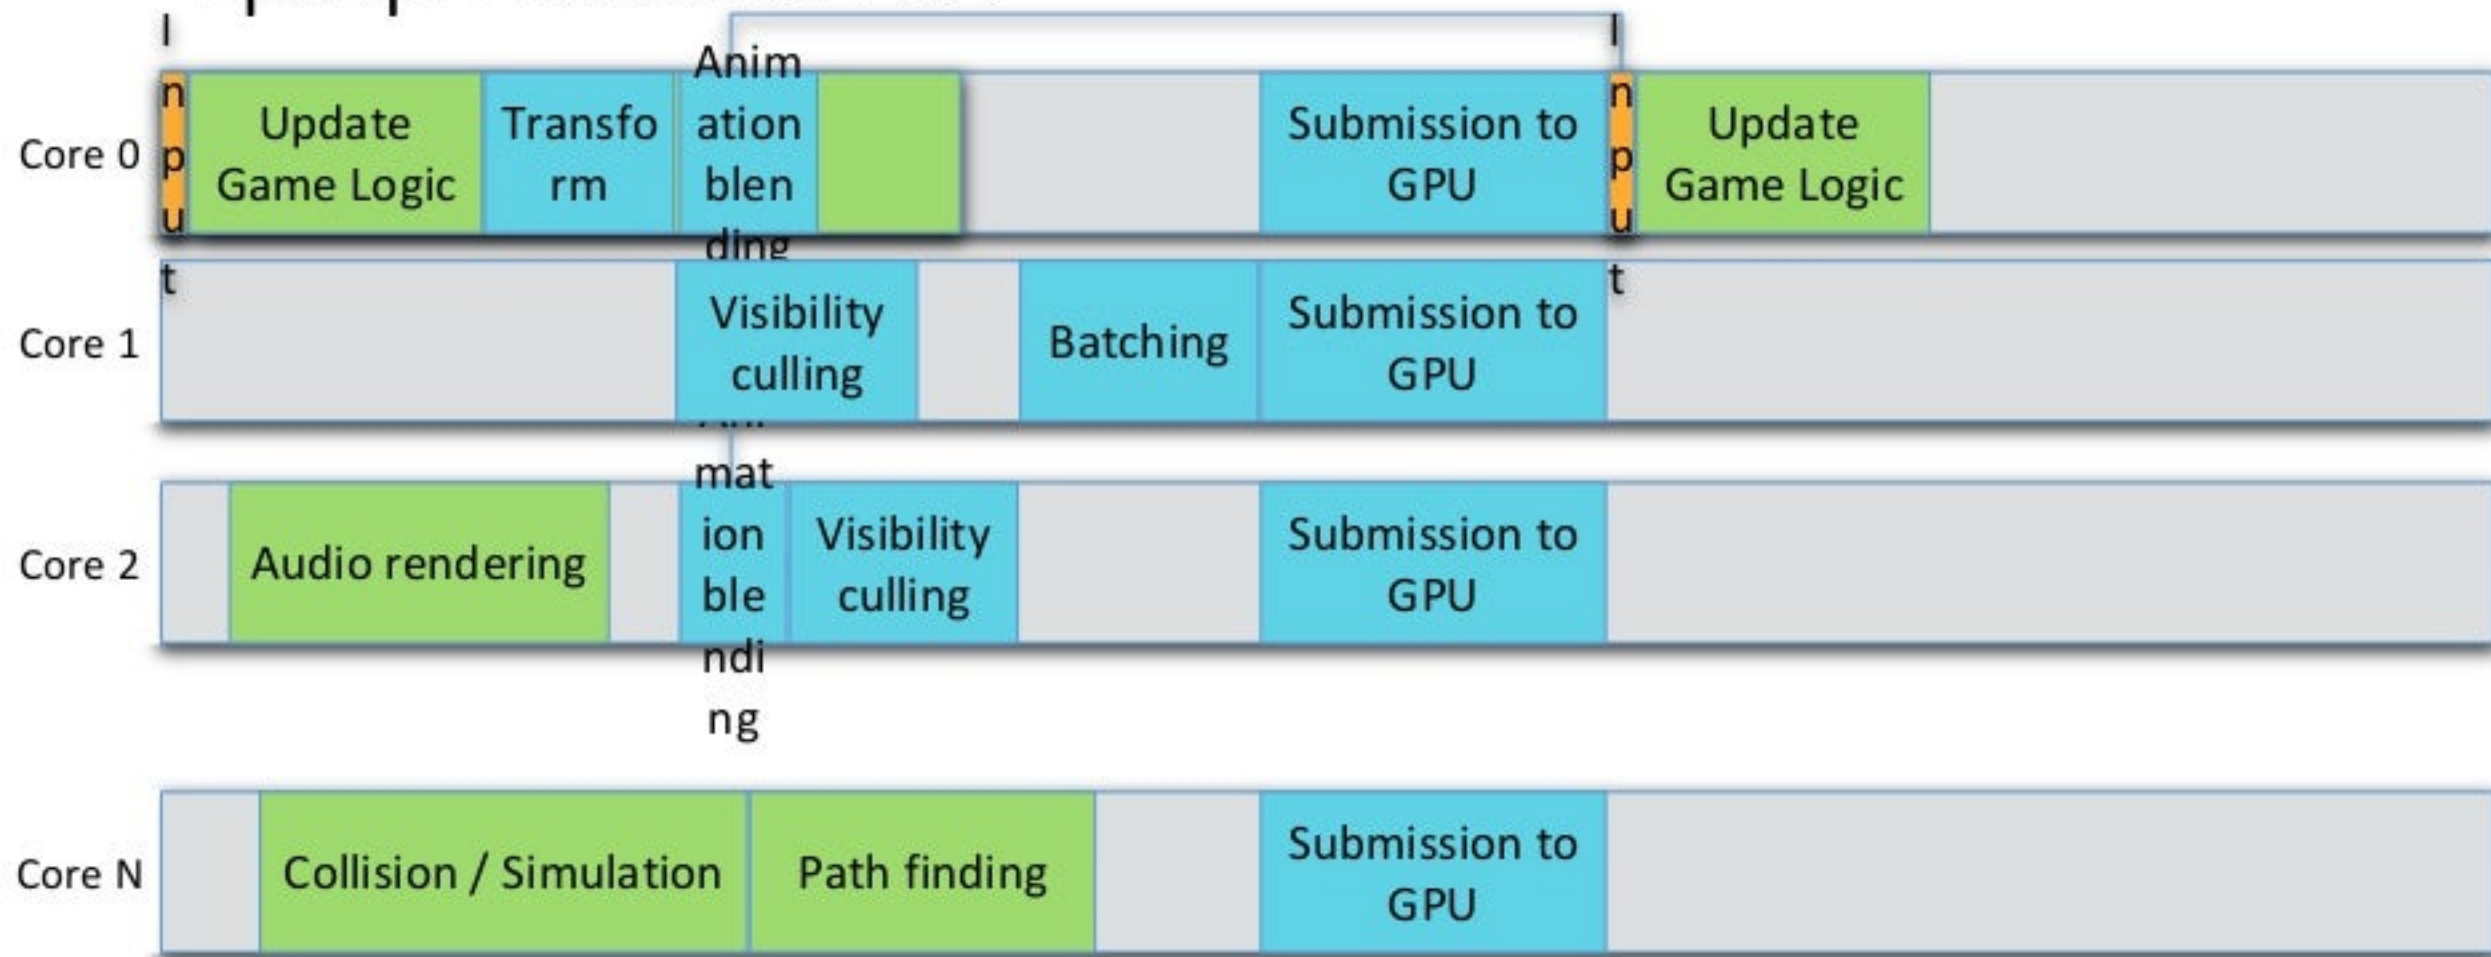 Core 0
I
n
p
u
t
Update
Game Logic
Transfo
rm
Anim
ation
blen
ding
Submission to
GPU
I
n
p
u
t
Update
Game Logic
Core 1
Visibility
culling
Batching
Submission to
GPU
Core 2
Audio rendering
Ani
mat
ion
ble
ndi
ng
Visibility
culling
Submission to
GPU
Core N
Collision / Simulation
Path finding
Submission to
GPU